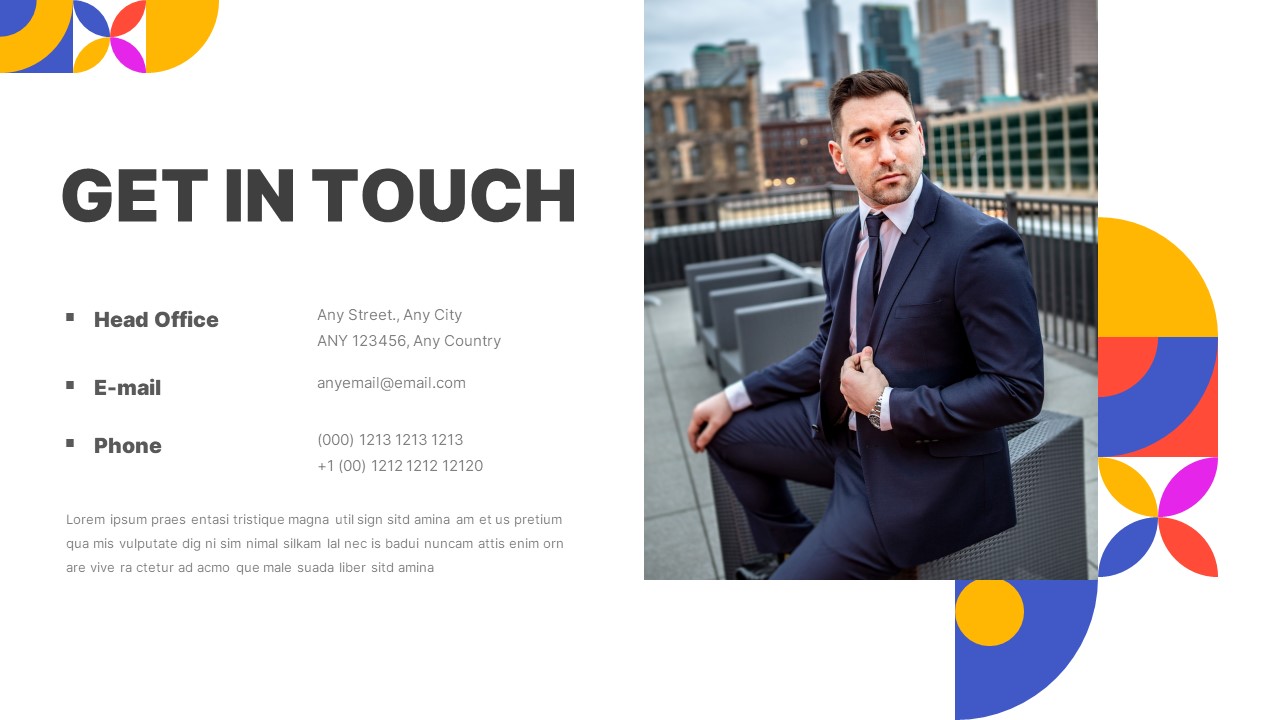 GET IN TOUCH
Head Office
Any Street., Any City
ANY 123456, Any Country
E-mail
anyemail@email.com
Phone
(000) 1213 1213 1213
+1 (00) 1212 1212 12120
Lorem ipsum praes entasi tristique magna util sign sitd amina am et us pretium
qua mis vulputate dig ni sim nimal silkam lal nec is badui nuncam attis enim orn
are vive ra ctetur ad acmo que male suada liber sitd amina